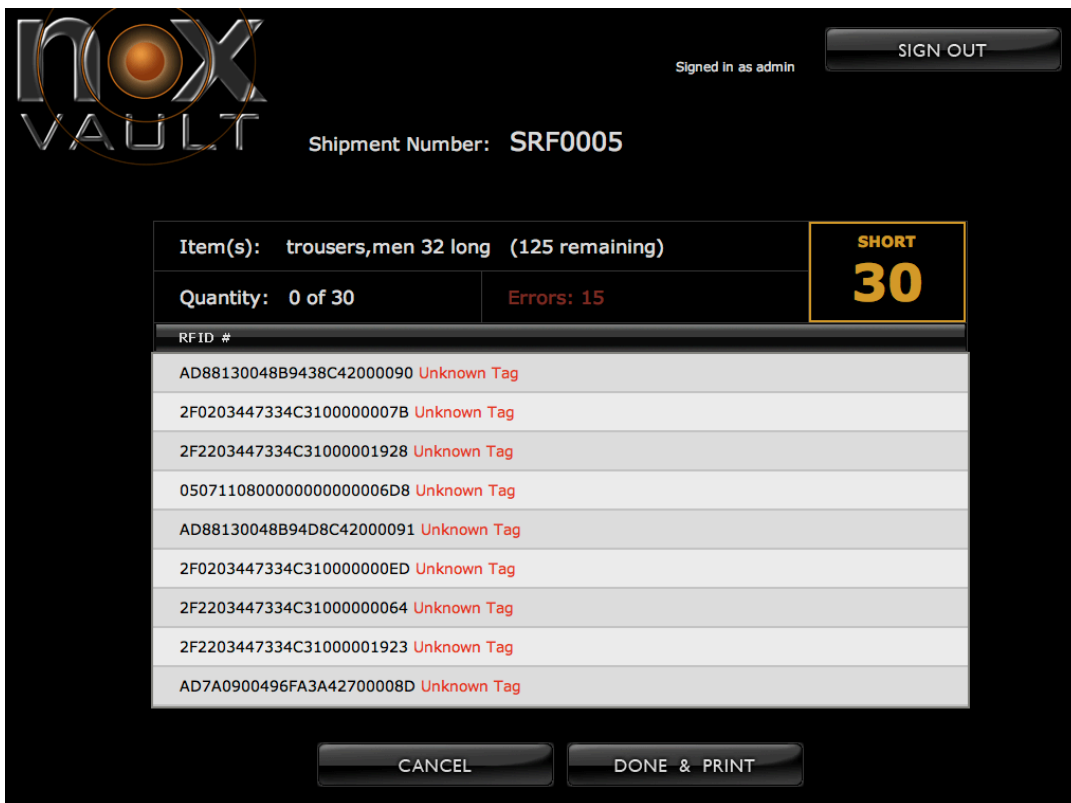 nox
VAULT
Signed in as admin
SIGN OUT
Shipment Number: SRF0005
Item(s): trousers,men 32 long (125 remaining)
SHORT
30
Quantity: 0 of 30
Errors: 15
RFID #
AD88130048B9438C42000090 Unknown Tag
2F0203447334C3100000007B Unknown Tag
2F2203447334C31000001928 Unknown Tag
0507110800000000000006D8 Unknown Tag
AD88130048B94D8C42000091 Unknown Tag
2F0203447334C310000000ED Unknown Tag
2F2203447334C31000000064 Unknown Tag
2F2203447334C31000001923 Unknown Tag
AD7A0900496FA3A42700008D Unknown Tag
CANCEL
DONE & PRINT